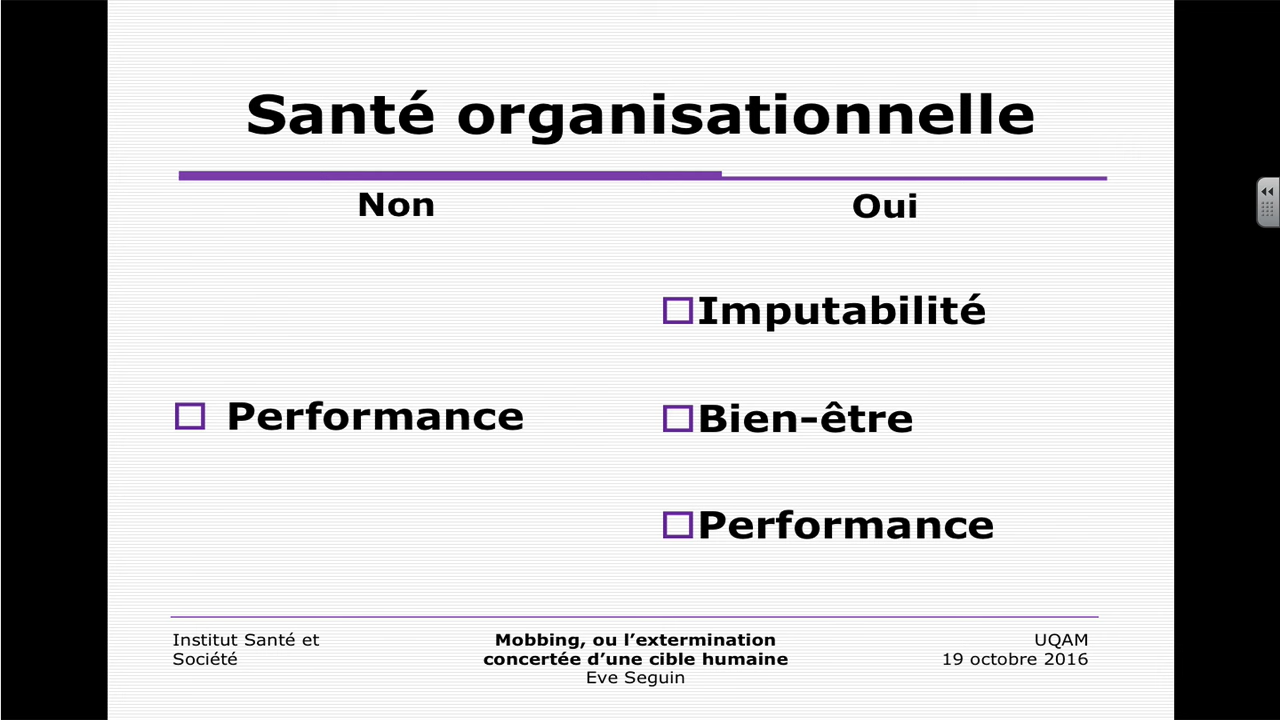 Santé organisationnelle
Non
Oui
Imputabilité
Performance
Bien-être
Performance
Institut Santé et
Société
Mobbing, ou l’extermination
concertée d’une cible humaine
Eve Seguin
UQAM
19 octobre 2016